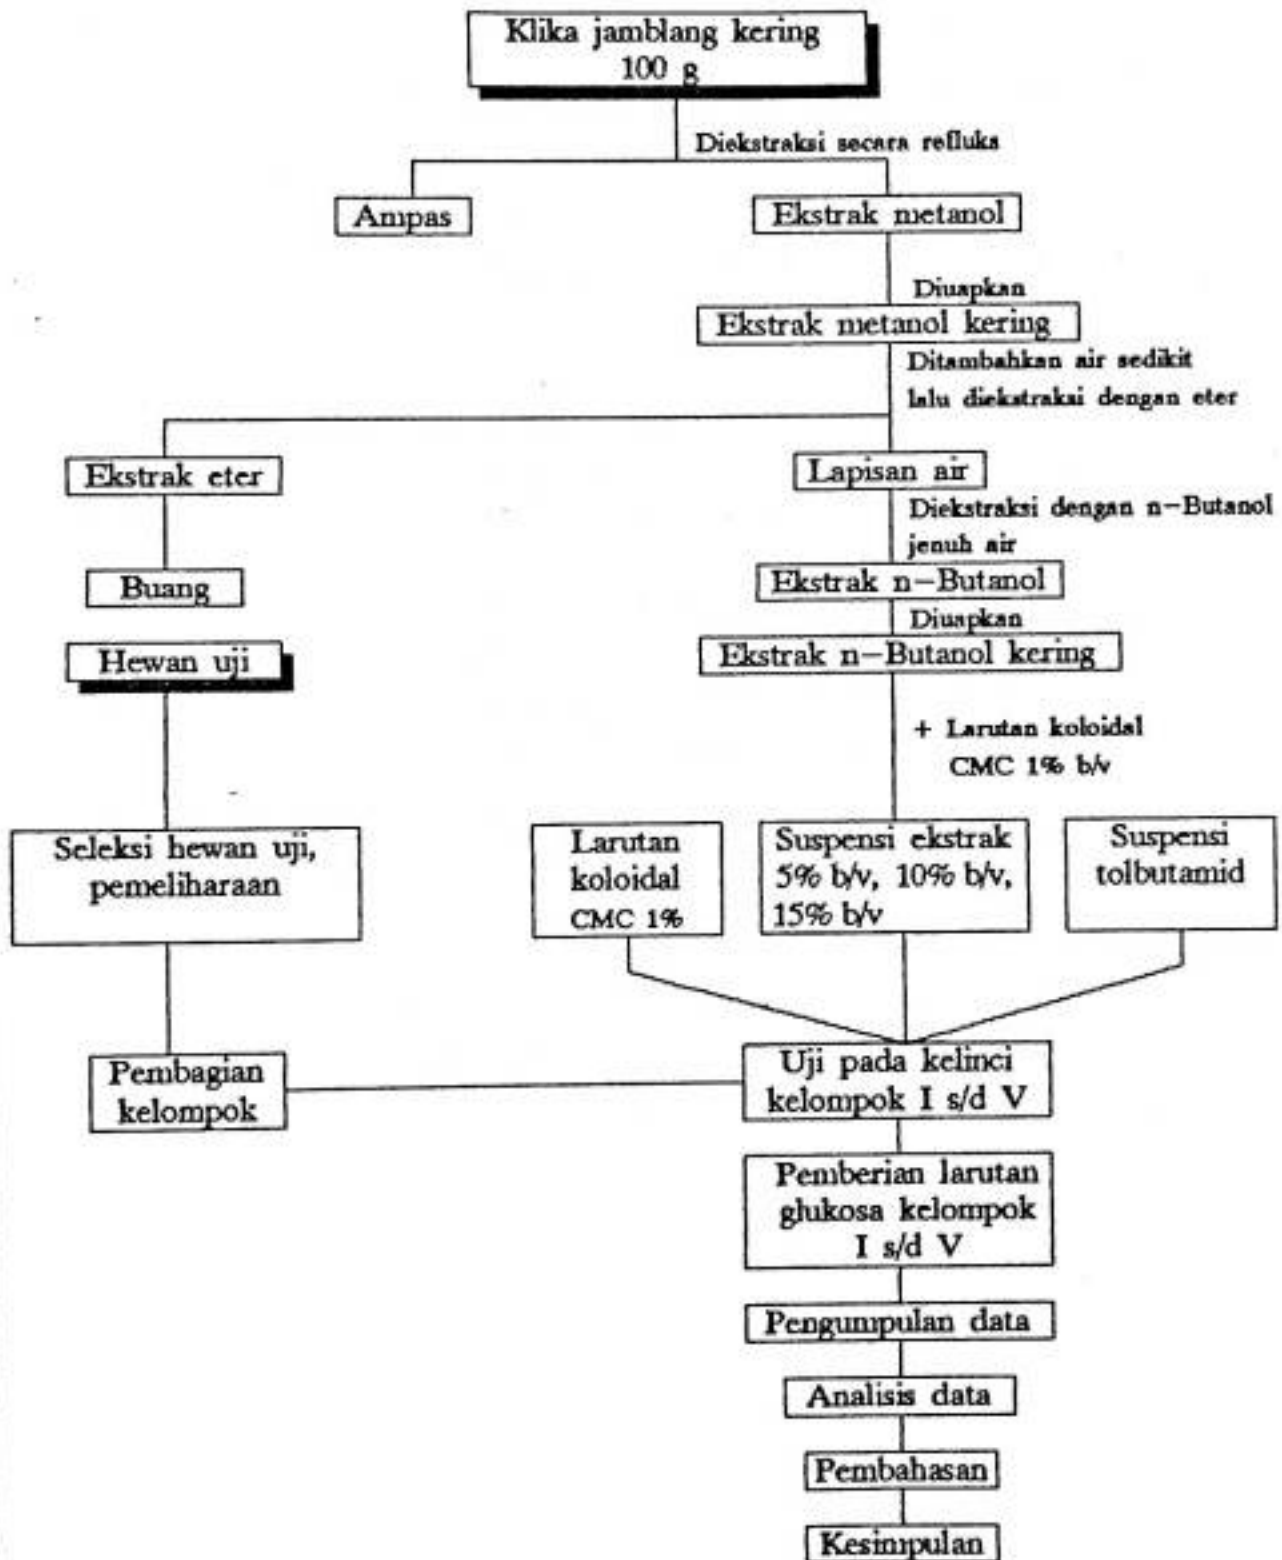 Klika jamblang kering
100 g
Diekstraksi secara refluks
Ampas
Ekstrak metanol
Diuapkan
Ekstrak metanol kering
Ditambahkan air sedikit
lalu diekstraksi dengan eter
Ekstrak eter
Lapisan air
Diekstraksi dengan n-Butanol
jenuh air
Buang
Ekstrak n-Butanol
Diuapkan
Hewan uji
Ekstrak n-Butanol kering
+ Larutan koloidal
CMC 1% b/v
Seleksi hewan uji,
pemeliharaan
Larutan
koloidal
CMC 1%
Suspensi ekstrak
5% b/v, 10% b/v,
15% b/v
Suspensi
tolbutamid
Pembagian
kelompok
Uji pada kelinci
kelompok I s/d V
Pemberian larutan
glukosa kelompok
I s/d V
Pengumpulan data
Analisis data
Pembahasan
Kesimpulan